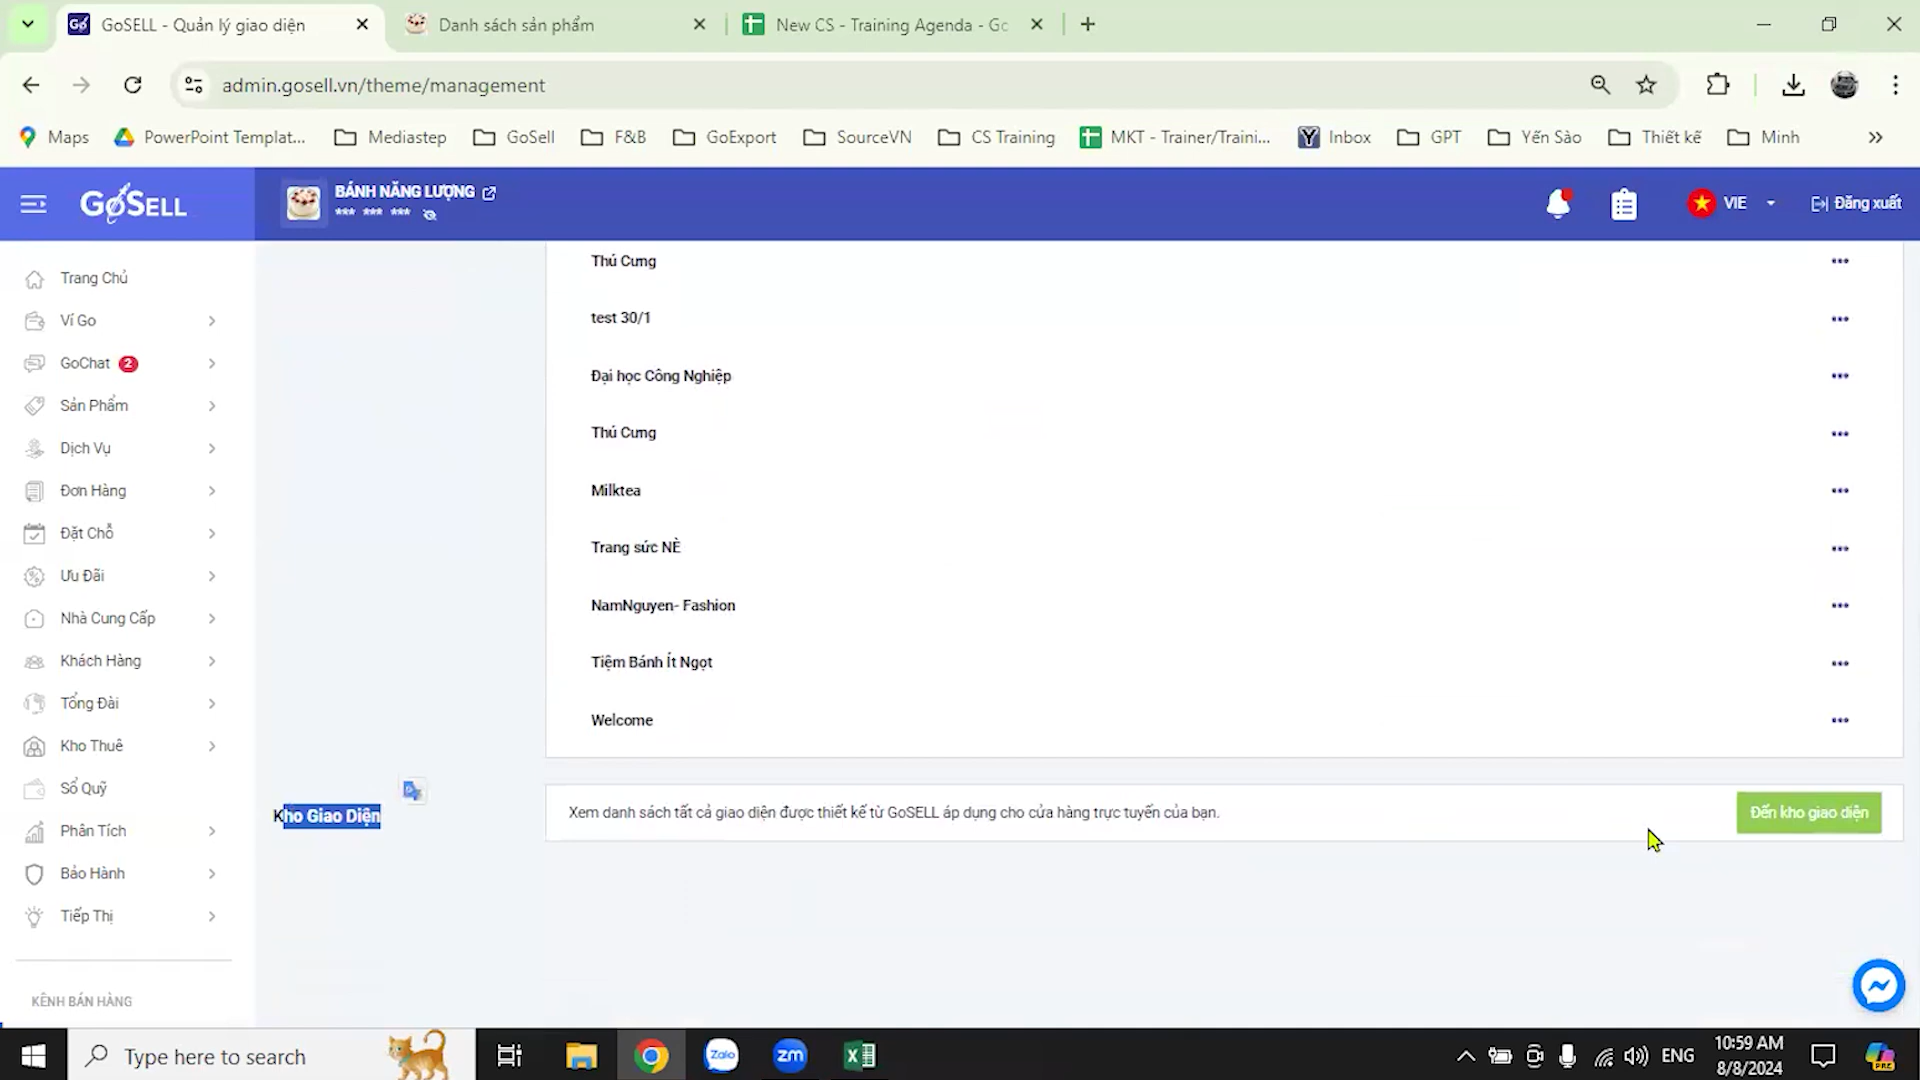 GoSELL - Quản lý giao diện
Danh sách sản phẩm
New CS - Training Agenda - Go
admin.gosell.vn/theme/management
Maps
PowerPoint Templat...
Mediastep
GoSell
F&B
GoExport
SourceVN
CS Training
MKT - Trainer/Traini...
Inbox
GPT
Yến Sào
Thiết kế
Minh
GoSELL
BÁNH NĂNG LƯỢNG
*** *** ***
VIE
Đăng xuất
Trang Chủ
Ví Go
GoChat 2
Sản Phẩm
Dịch Vụ
Đơn Hàng
Đặt Chỗ
Ưu Đãi
Nhà Cung Cấp
Khách Hàng
Tổng Đài
Kho Thuê
Sổ Quỹ
Phân Tích
Bảo Hành
Tiếp Thị
KÊNH BÁN HÀNG
Thú Cưng
test 30/1
Đại học Công Nghiệp
Thú Cưng
Milktea
Trang sức NÈ
NamNguyen- Fashion
Tiệm Bánh Ít Ngọt
Welcome
Kho Giao Diện
Xem danh sách tất cả giao diện được thiết kế từ GoSELL áp dụng cho cửa hàng trực tuyến của bạn.
Đến kho giao diện
Type here to search
Zalo
zm
ENG
10:59 AM
8/8/2024
PRE